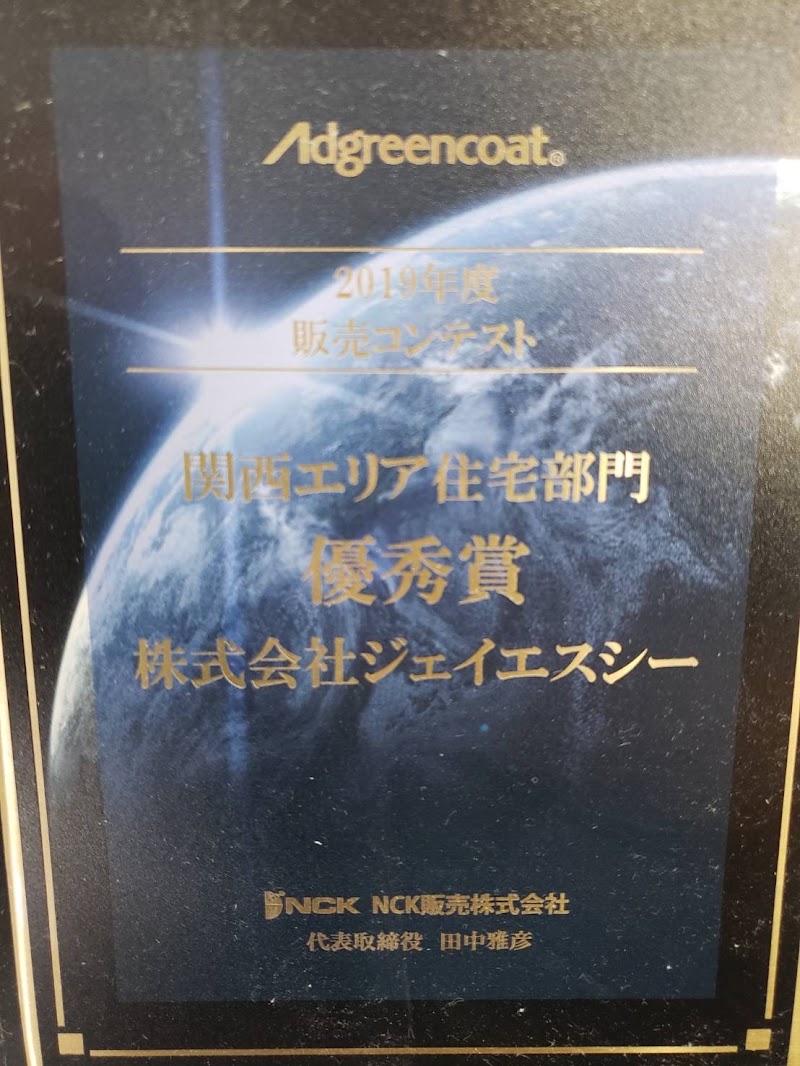 Adgreencoat®
2019年度
販売コンテスト
関西エリア住宅部門
優秀賞
株式会社ジェイエスシー
NCK NCK販売株式会社
代表取締役 田中雅彦